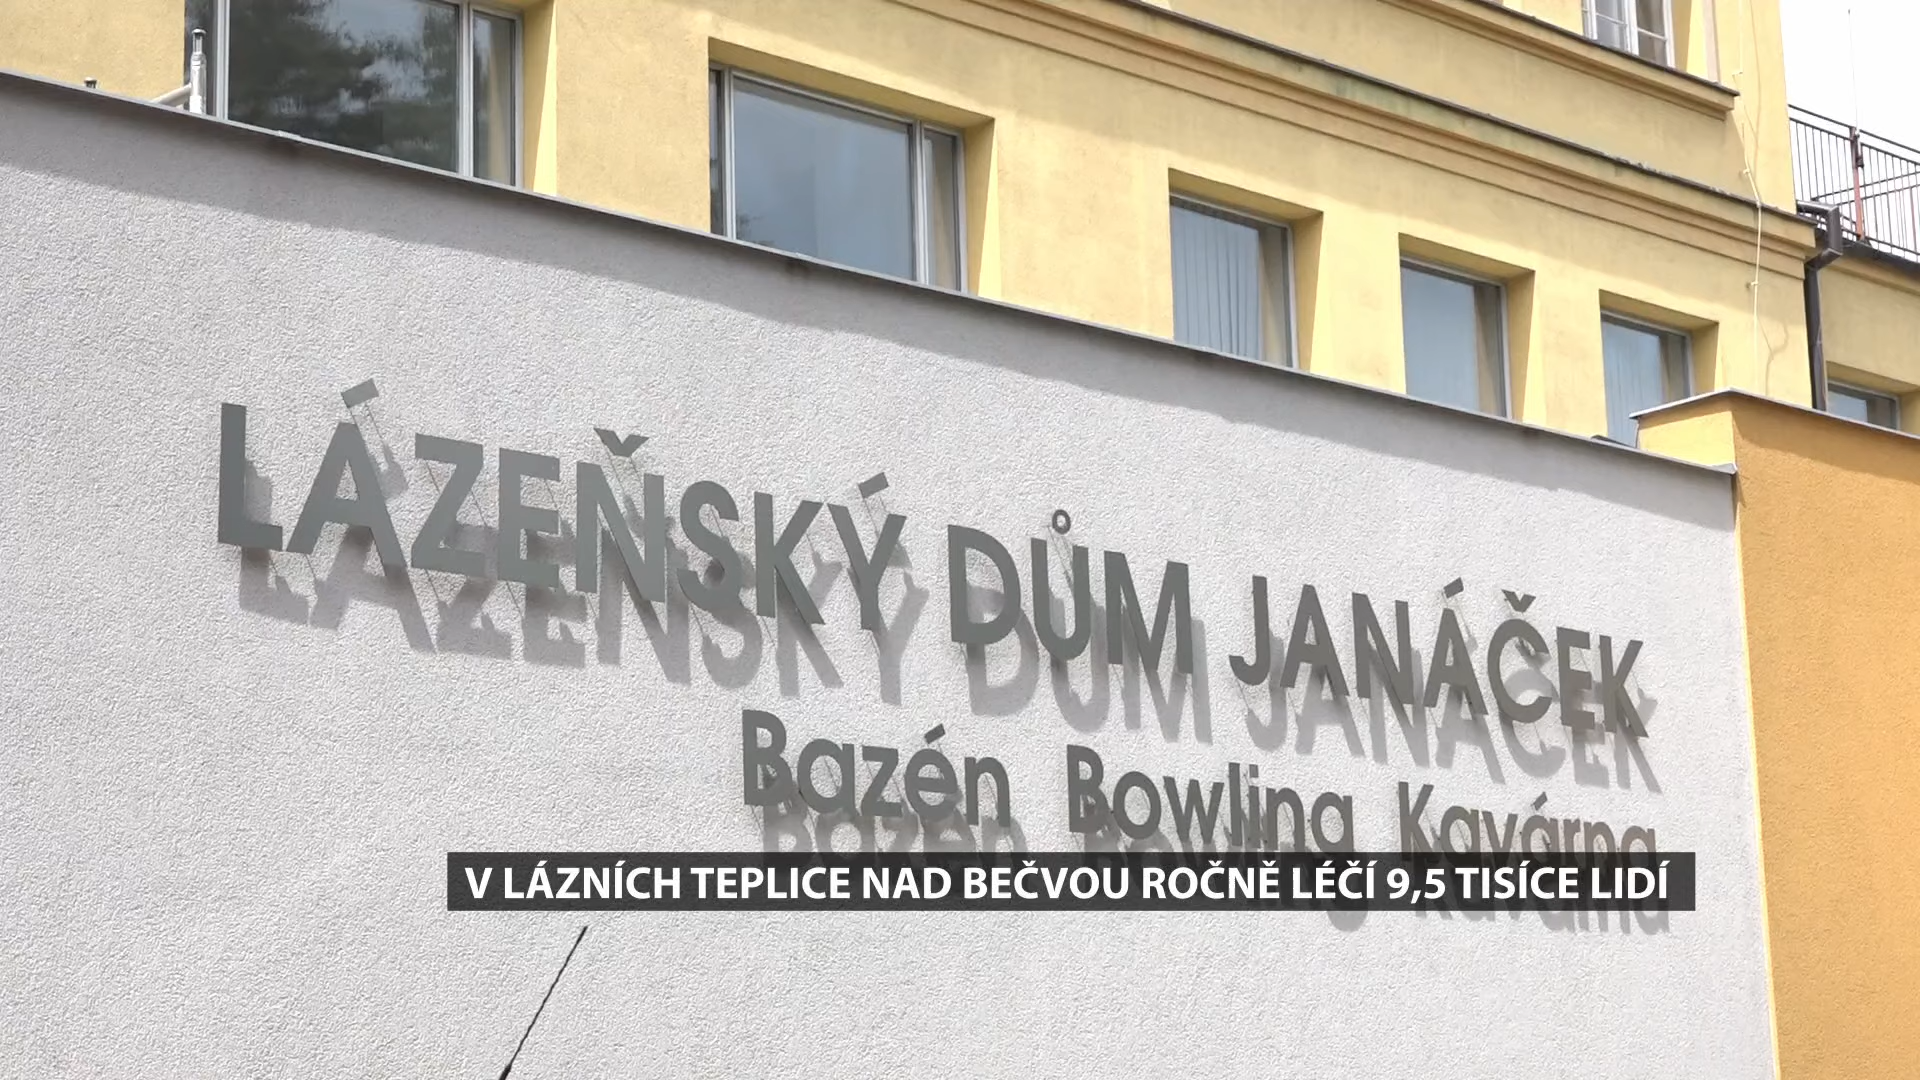 LÁZEŇSKÝ DŮM JANÁČEK
Bazén Bowling Kavárna
V LÁZNÍCH TEPLICE NAD BEČVOU ROČNĚ LÉČÍ 9,5 TISÍCE LIDÍ